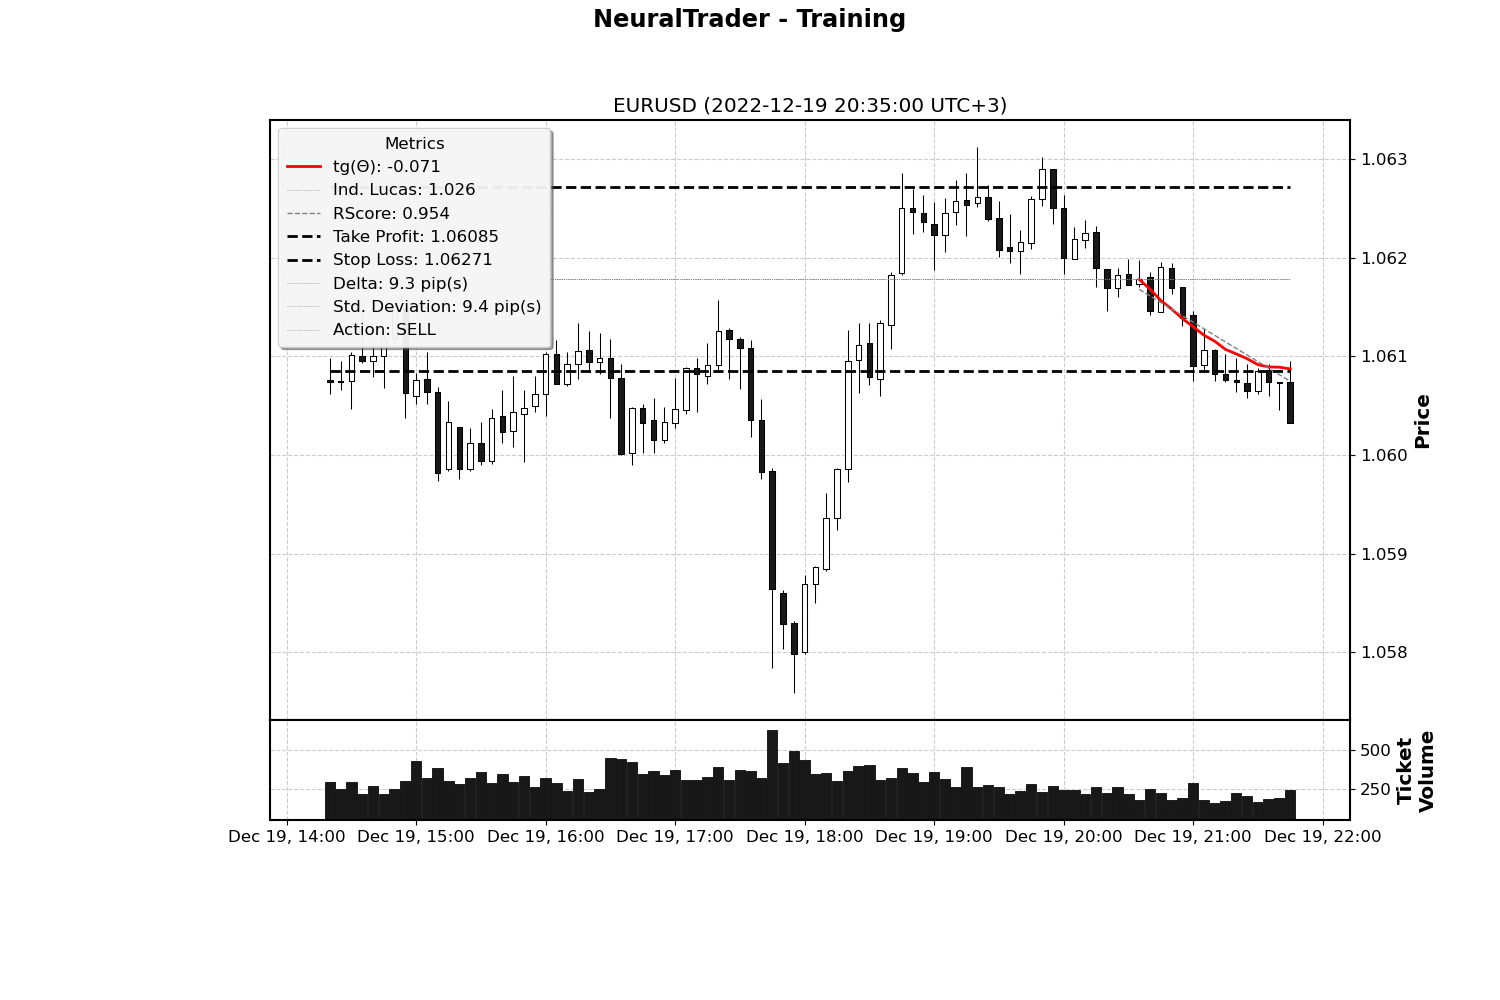 NeuralTrader - Training
EURUSD (2022-12-19 20:35:00 UTC+3)
Metrics
tg(Θ): -0.071
Ind. Lucas: 1.026
RScore: 0.954
Take Profit: 1.06085
Stop Loss: 1.06271
Delta: 9.3 pip(s)
Std. Deviation: 9.4 pip(s)
Action: SELL
1.063
1.062
1.061
1.060
1.059
1.058
Price
500
250
Ticket
Volume
Dec 19, 14:00 Dec 19, 15:00 Dec 19, 16:00 Dec 19, 17:00 Dec 19, 18:00 Dec 19, 19:00 Dec 19, 20:00 Dec 19, 21:00 Dec 19, 22:00